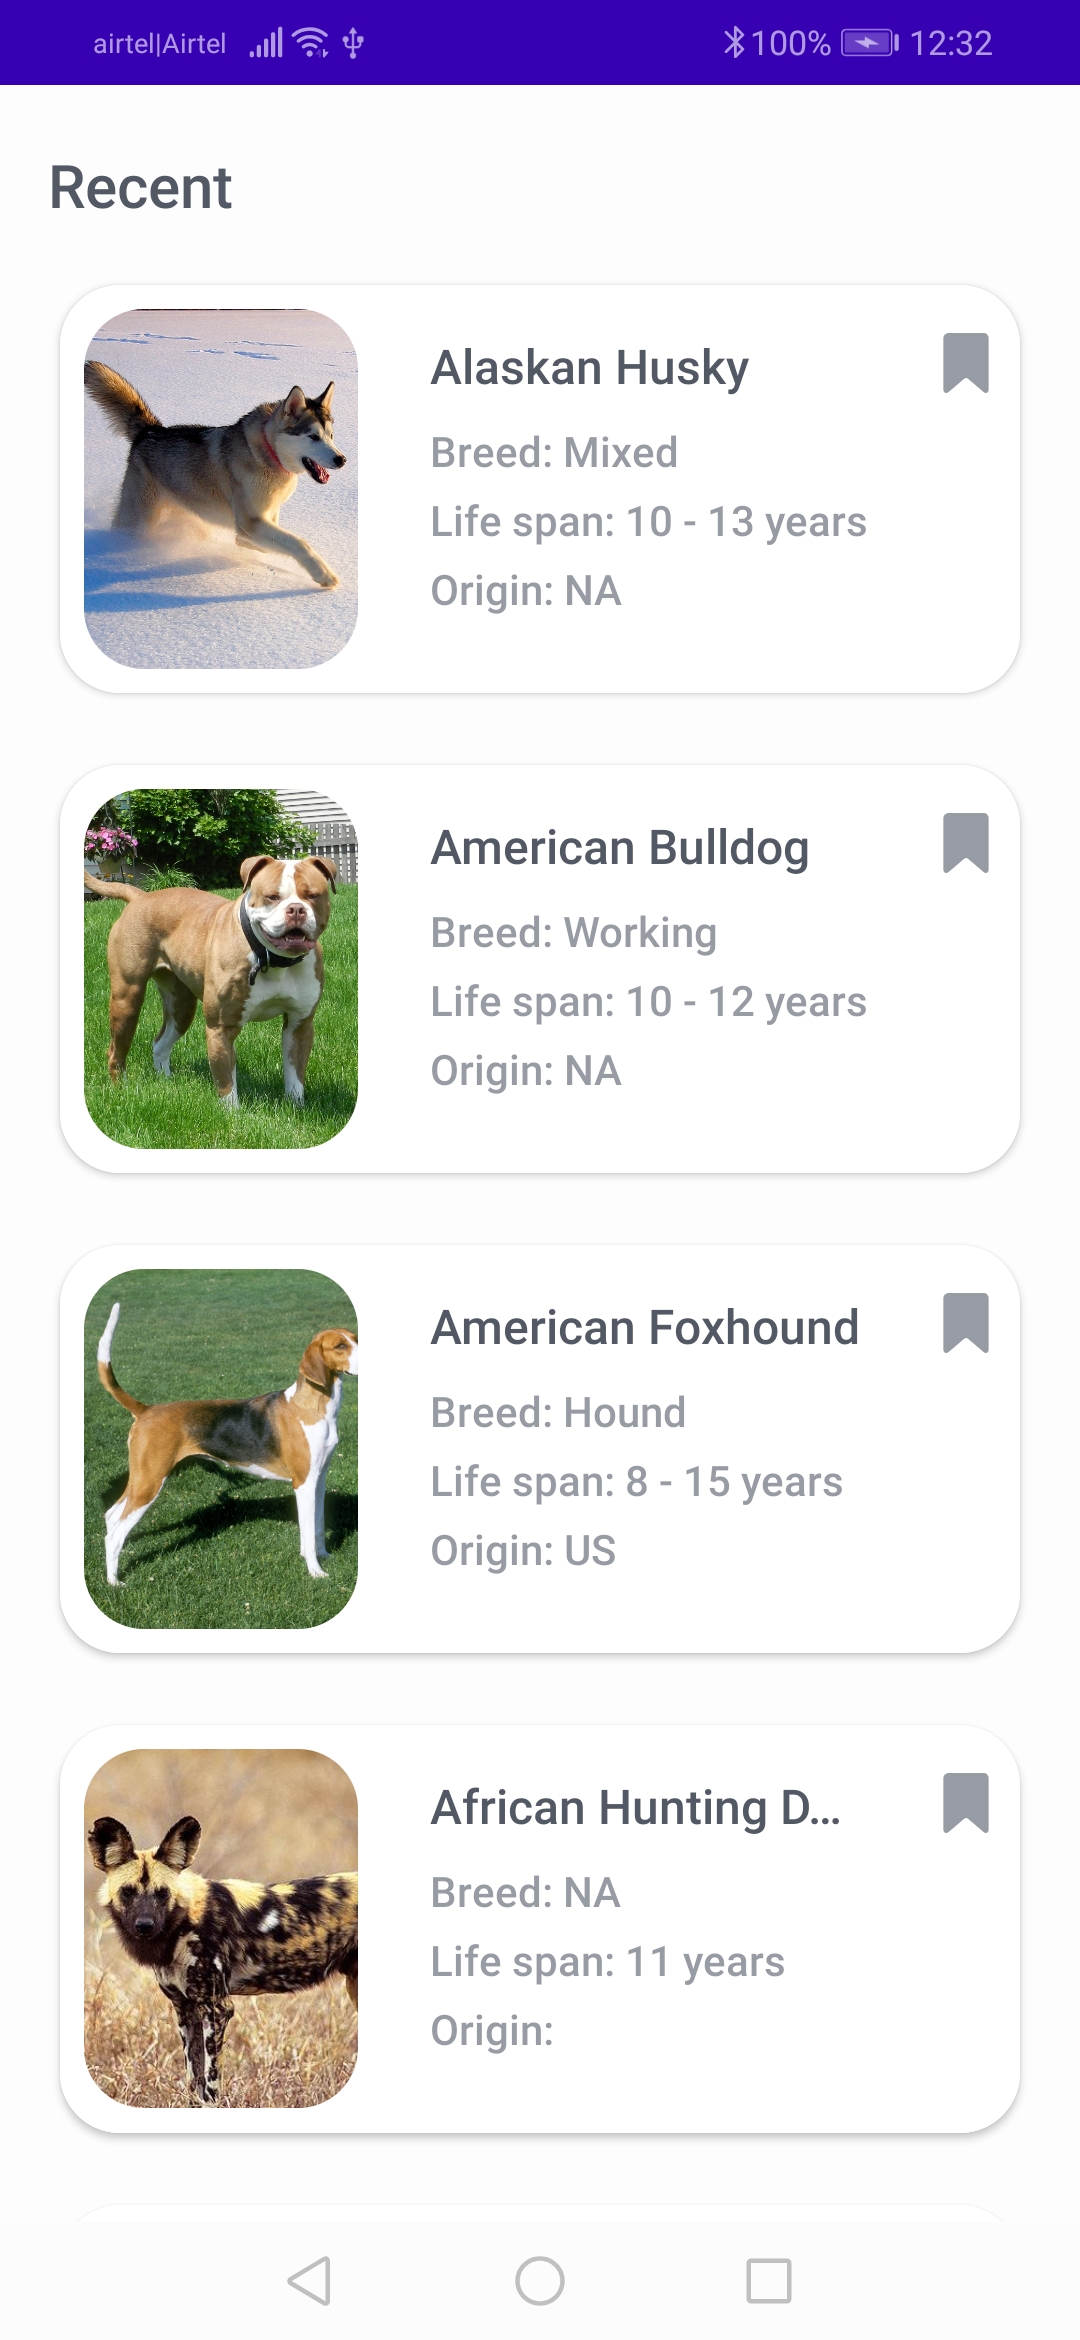 airtel|Airtel 100% 12:32
Recent
Alaskan Husky
Breed: Mixed
Life span: 10 - 13 years
Origin: NA
American Bulldog
Breed: Working
Life span: 10 - 12 years
Origin: NA
American Foxhound
Breed: Hound
Life span: 8 - 15 years
Origin: US
African Hunting D...
Breed: NA
Life span: 11 years
Origin: